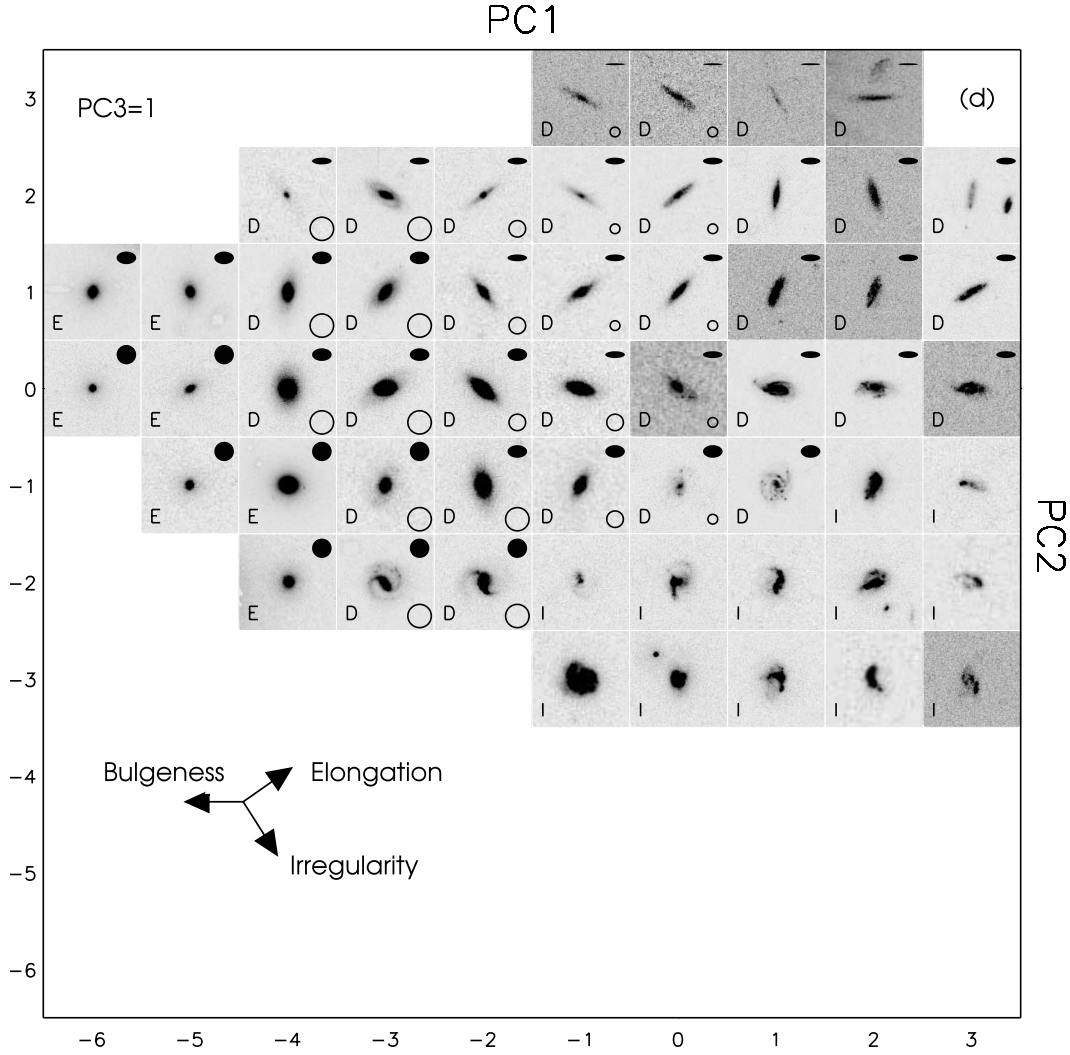 PC1
3
PC3=1
(d)
D D D D
2
D D D D D D D D
1
E E D D D D D D D D
0
E E D D D D D D D D
−1
E E D D D D D I I
−2
E D D I I I I I
−3
I I I I I
PC2
−4
Bulgeness
Elongation
−5
Irregularity
−6
−6 −5 −4 −3 −2 −1 0 1 2 3